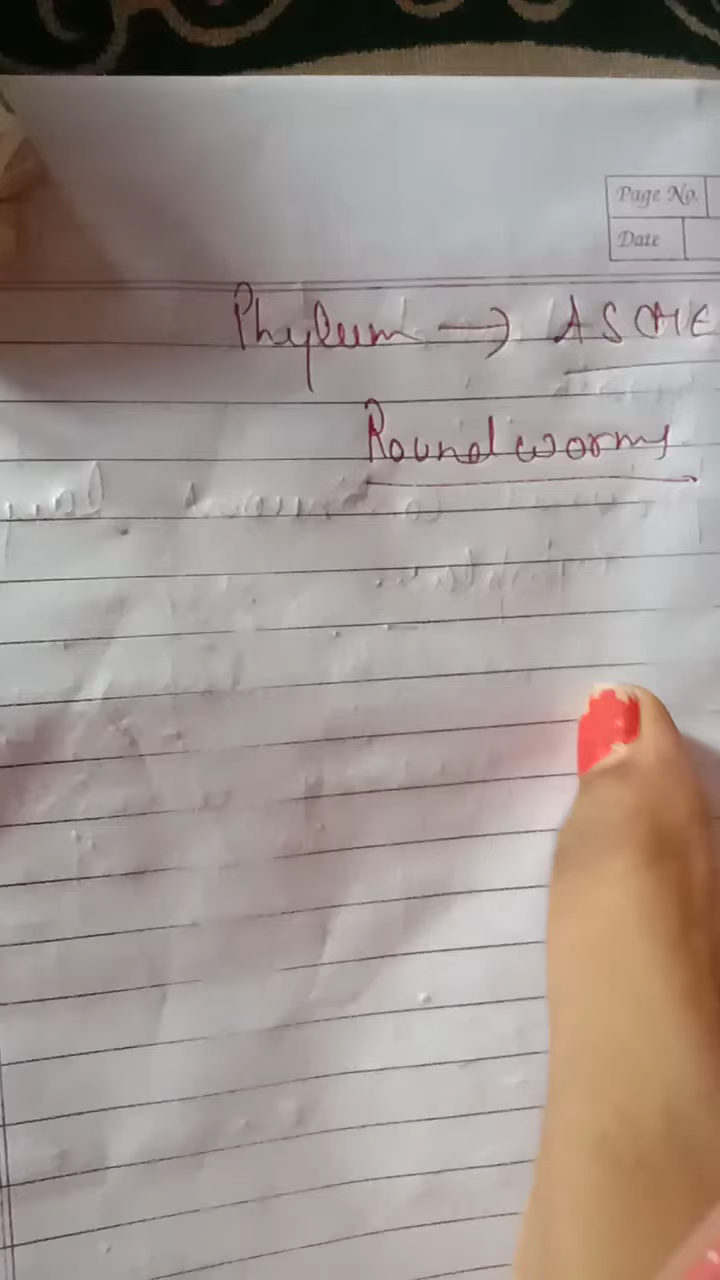 Page No.
Date
Phylum → ASCHE
Roundworms